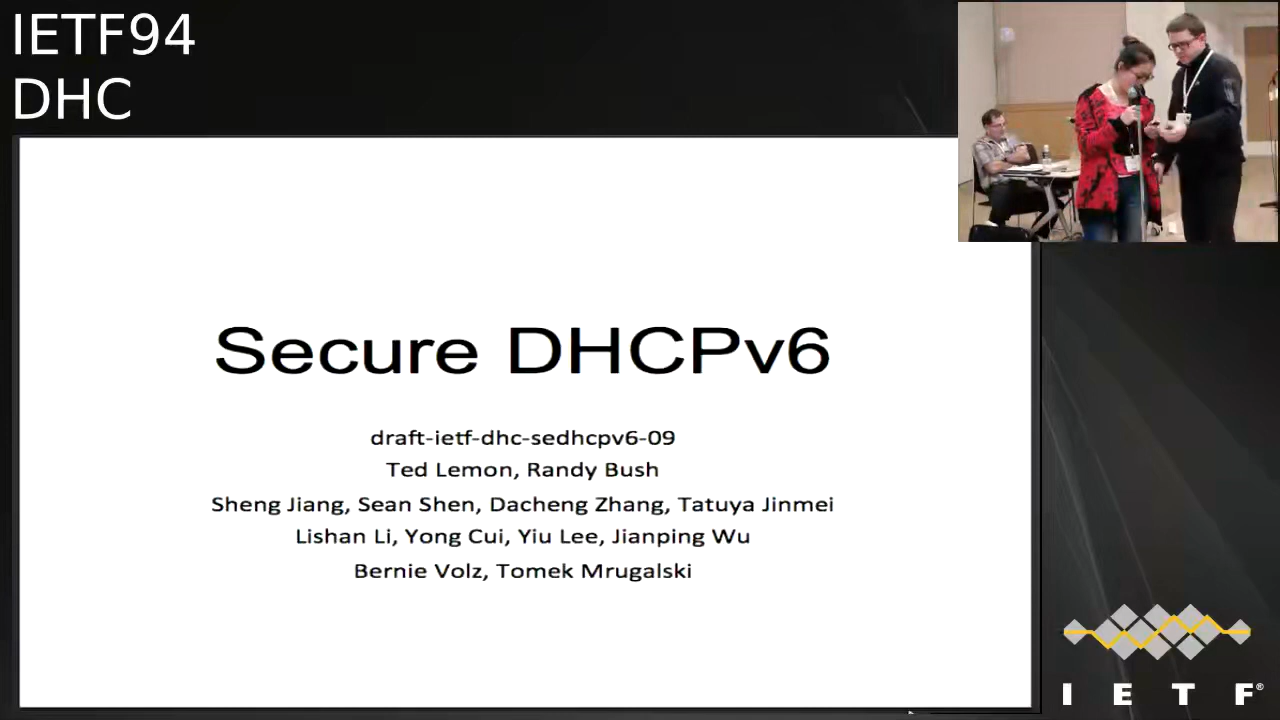 IETF94
DHC
Secure DHCPv6
draft-ietf-dhc-sedhcpv6-09
Ted Lemon, Randy Bush
Sheng Jiang, Sean Shen, Dacheng Zhang, Tatuya Jinmei
Lishan Li, Yong Cui, Yiu Lee, Jianping Wu
Bernie Volz, Tomek Mrugalski
I E T F®